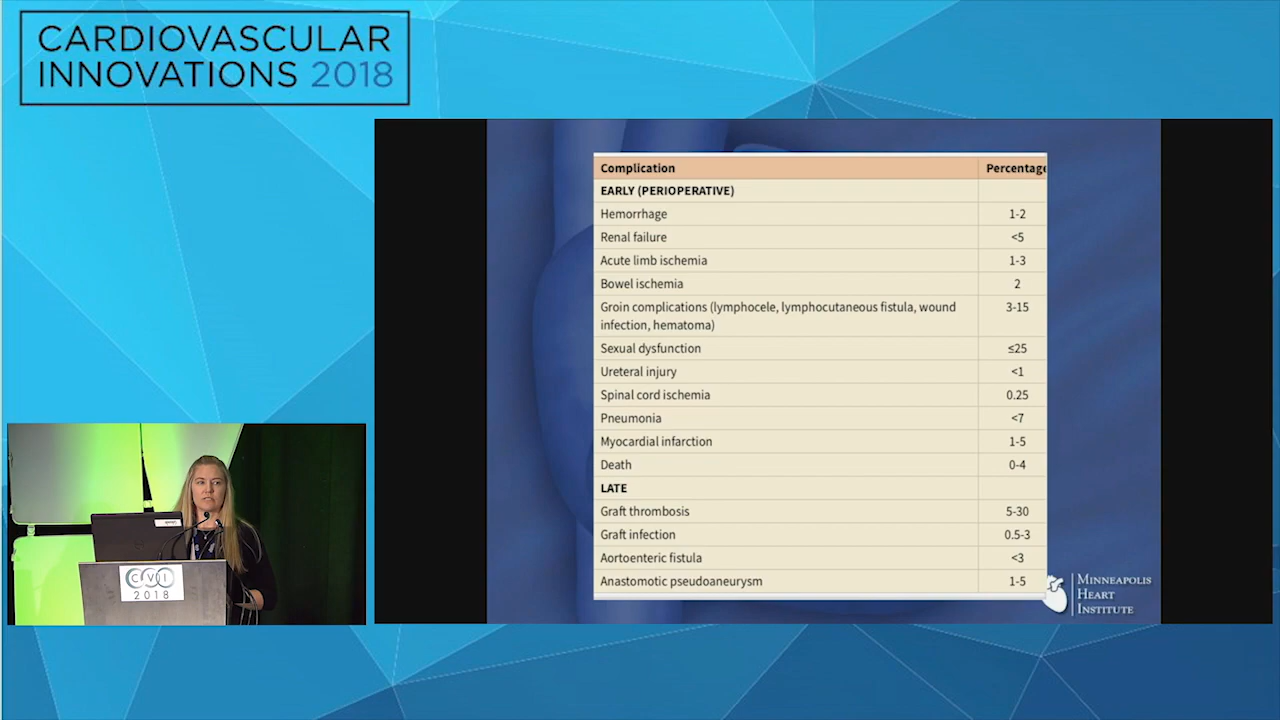 CARDIOVASCULAR
INNOVATIONS 2018
Complication Percentage
EARLY (PERIOPERATIVE)
Hemorrhage 1-2
Renal failure <5
Acute limb ischemia 1-3
Bowel ischemia 2
Groin complications (lymphocele, lymphocutaneous fistula, wound 3-15
infection, hematoma)
Sexual dysfunction ≤25
Ureteral injury <1
Spinal cord ischemia 0.25
Pneumonia <7
Myocardial infarction 1-5
Death 0-4
LATE
Graft thrombosis 5-30
Graft infection 0.5-3
Aortoenteric fistula <3
Anastomotic pseudoaneurysm 1-5
MINNEAPOLIS
HEART
INSTITUTE
CVI
2018